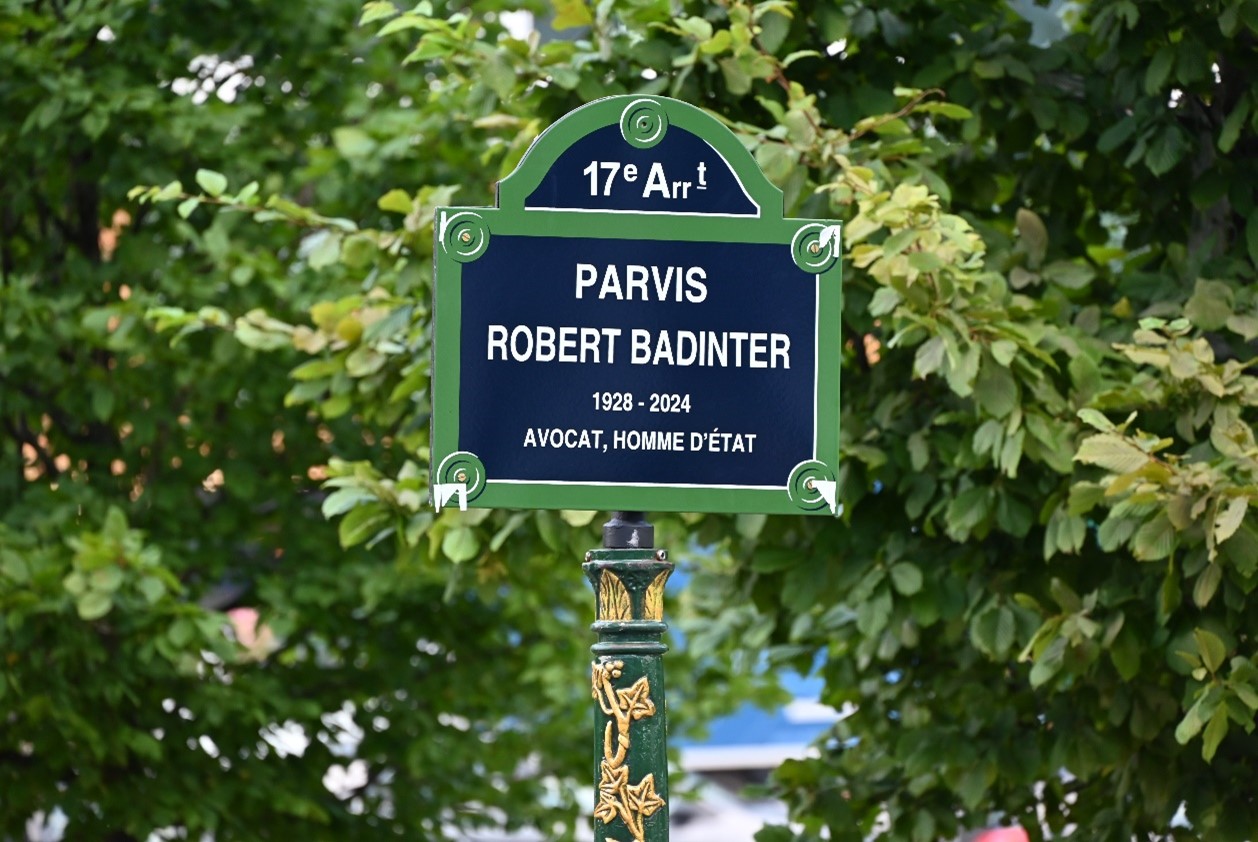 17e Arrt
PARVIS
ROBERT BADINTER
1928 - 2024
AVOCAT, HOMME D'ÉTAT